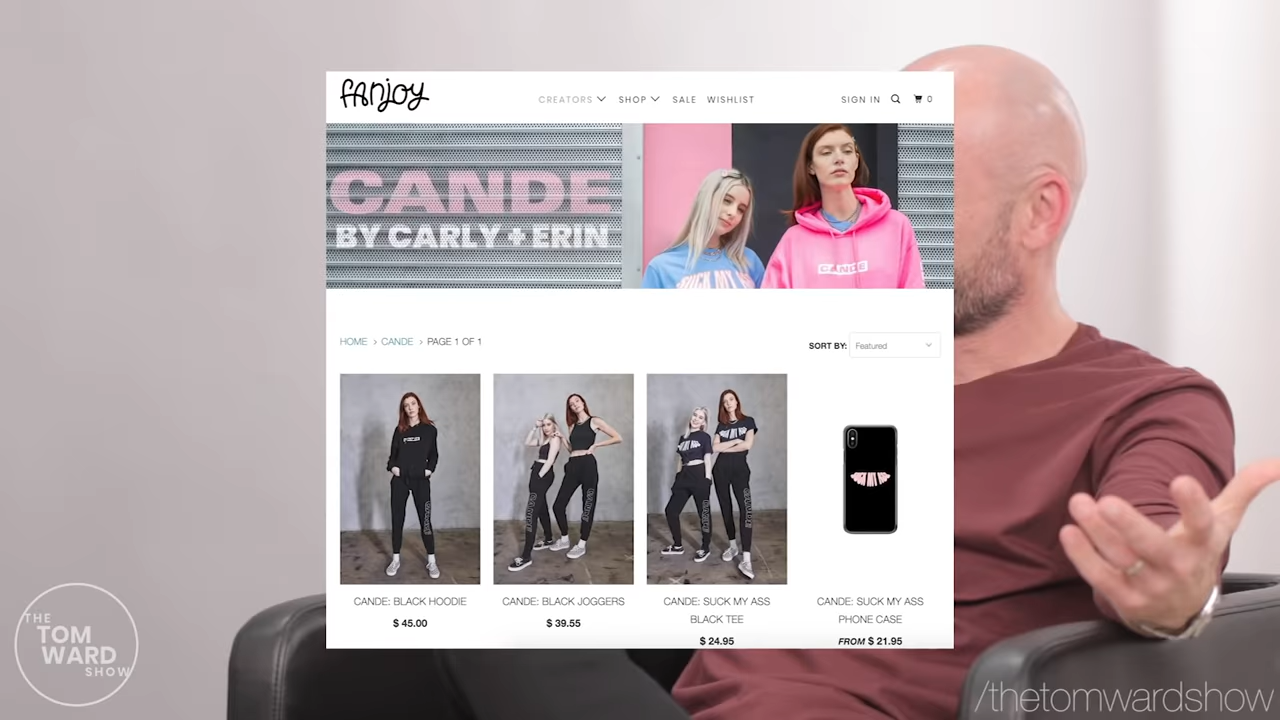 fanjoy
CREATORS SHOP SALE WISHLIST
SIGN IN
0
CANDE
BY CARLY + ERIN
SUCK MY
CANDE
HOME > CANDE > PAGE 1 OF 1
SORT BY: Featured
CANDE: BLACK HOODIE
$ 45.00
CANDE: BLACK JOGGERS
$ 39.55
CANDE: SUCK MY ASS
BLACK TEE
$ 24.95
CANDE: SUCK MY ASS
PHONE CASE
FROM $ 21.95
THE
TOM
WARD
SHOW
/thetomwardshow